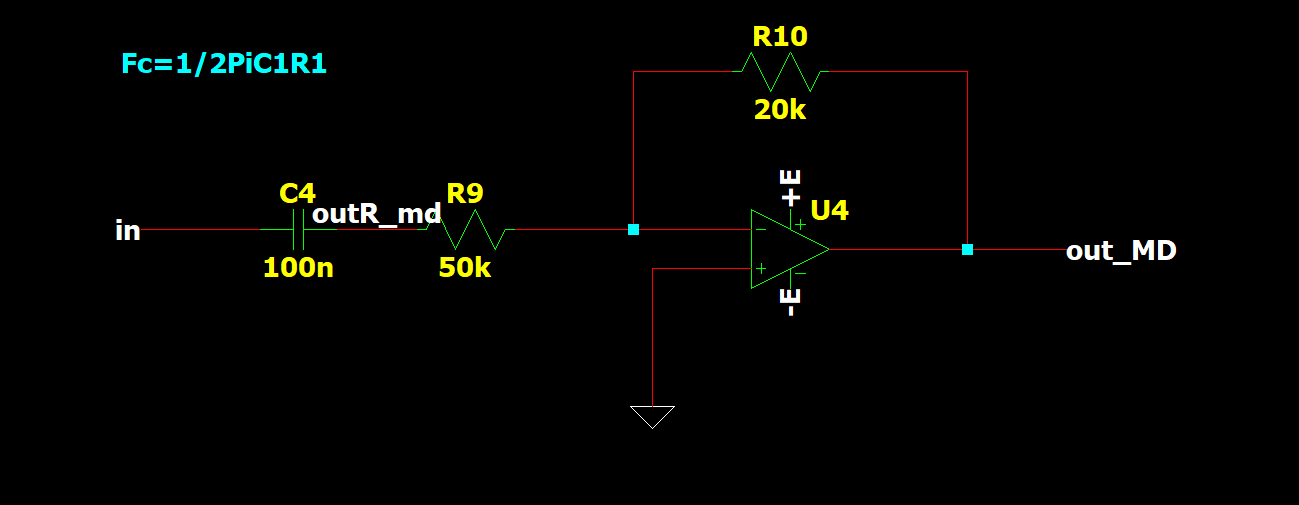 Fc=1/2PiC1R1
R10
20k
C4
R9
in
outR_md
100n
50k
+E
U4
-E
out_MD